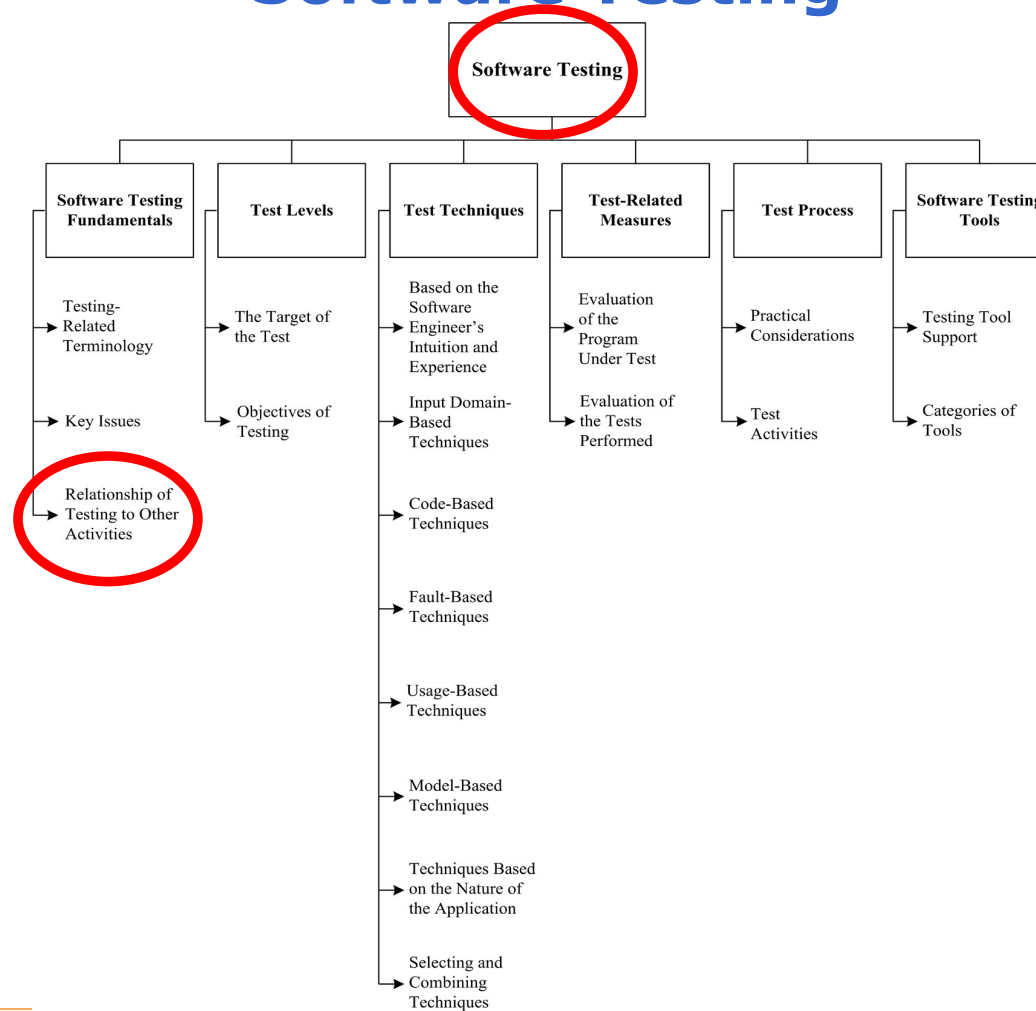 Software Testing
Software Testing
Software Testing
Fundamentals
Test Levels
Test Techniques
Test-Related
Measures
Test Process
Software Testing
Tools
Testing-
Related
Terminology
Key Issues
Relationship of
Testing to Other
Activities
The Target of
the Test
Objectives of
Testing
Based on the
Software
Engineer’s
Intuition and
Experience
Input Domain-
Based
Techniques
Code-Based
Techniques
Fault-Based
Techniques
Usage-Based
Techniques
Model-Based
Techniques
Techniques Based
on the Nature of
the Application
Selecting and
Combining
Techniques
Evaluation
of the
Program
Under Test
Evaluation of
the Tests
Performed
Practical
Considerations
Test
Activities
Testing Tool
Support
Categories of
Tools